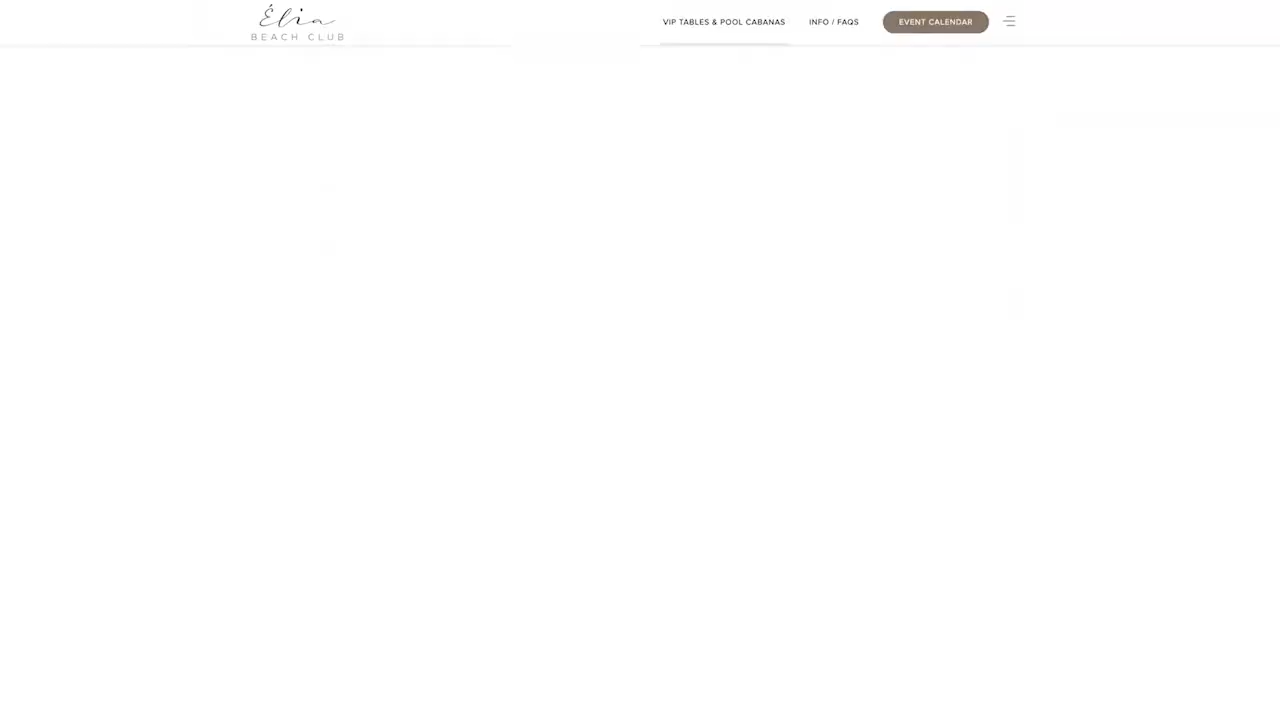 Élia
BEACH CLUB
VIP TABLES & POOL CABANAS
INFO / FAQS
EVENT CALENDAR